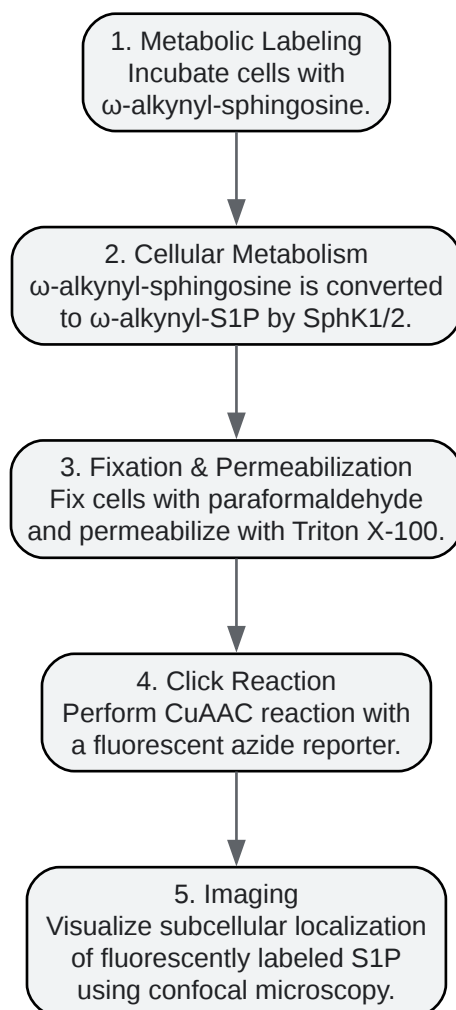 1. Metabolic Labeling
Incubate cells with
ω-alkynyl-sphingosine.
2. Cellular Metabolism
ω-alkynyl-sphingosine is converted
to ω-alkynyl-S1P by SphK1/2.
3. Fixation & Permeabilization
Fix cells with paraformaldehyde
and permeabilize with Triton X-100.
4. Click Reaction
Perform CuAAC reaction with
a fluorescent azide reporter.
5. Imaging
Visualize subcellular localization
of fluorescently labeled S1P
using confocal microscopy.